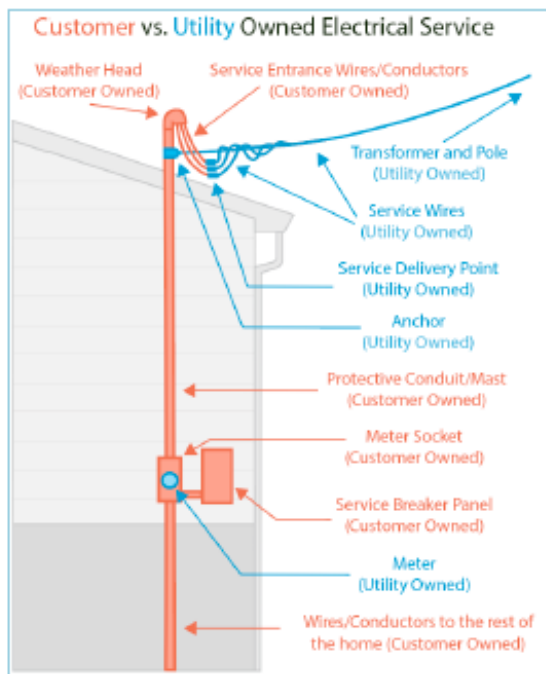 Customer vs. Utility Owned Electrical Service
Weather Head
(Customer Owned)
Service Entrance Wires/Conductors
(Customer Owned)
Transformer and Pole
(Utility Owned)
Service Wires
(Utility Owned)
Service Delivery Point
(Utility Owned)
Anchor
(Utility Owned)
Protective Conduit/Mast
(Customer Owned)
Meter Socket
(Customer Owned)
Service Breaker Panel
(Customer Owned)
Meter
(Utility Owned)
Wires/Conductors to the rest of
the home (Customer Owned)